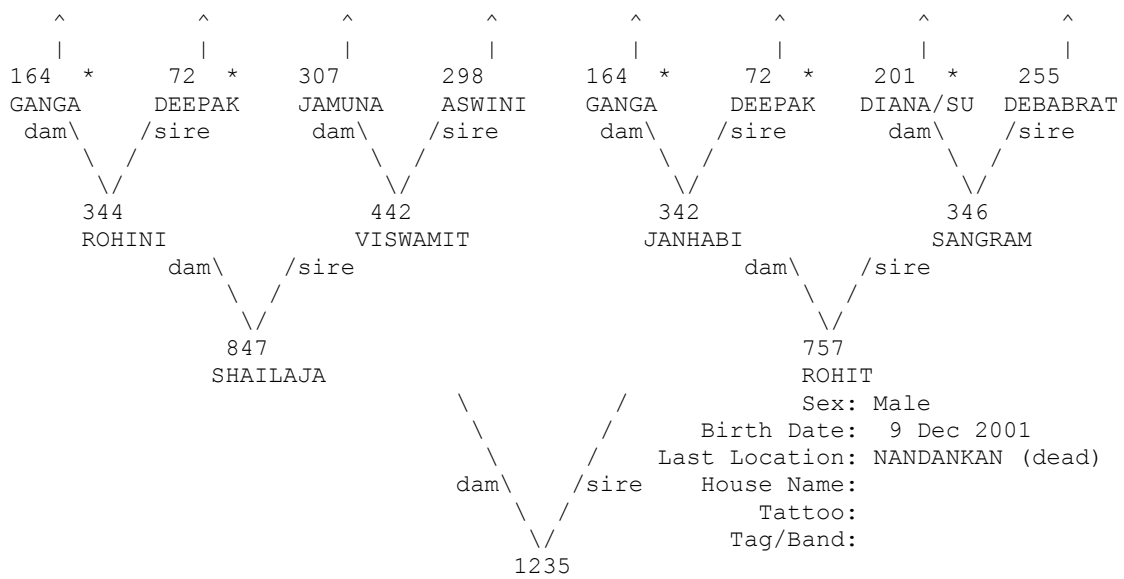 ^ ^ ^ ^ ^ ^ ^ ^
| | | | | | | |
164 * 72 * 307 298 164 * 72 * 201 * 255
GANGA DEEPAK JAMUNA ASWINI GANGA DEEPAK DIANA/SU DEBABRAT
dam\ /sire dam\ /sire dam\ /sire dam\ /sire
\ / \ / \ / \ /
\/ \/ \/ \/
344 442 342 346
ROHINI VISWAMIT JANHABI SANGRAM
dam\ /sire dam\ /sire
\ / \ /
\/ \/
847 757
SHAILAJA ROHIT
\ / Sex: Male
\ / Birth Date: 9 Dec 2001
\ / Last Location: NANDANKAN (dead)
dam\ /sire House Name:
\ / Tattoo:
\/ Tag/Band:
1235